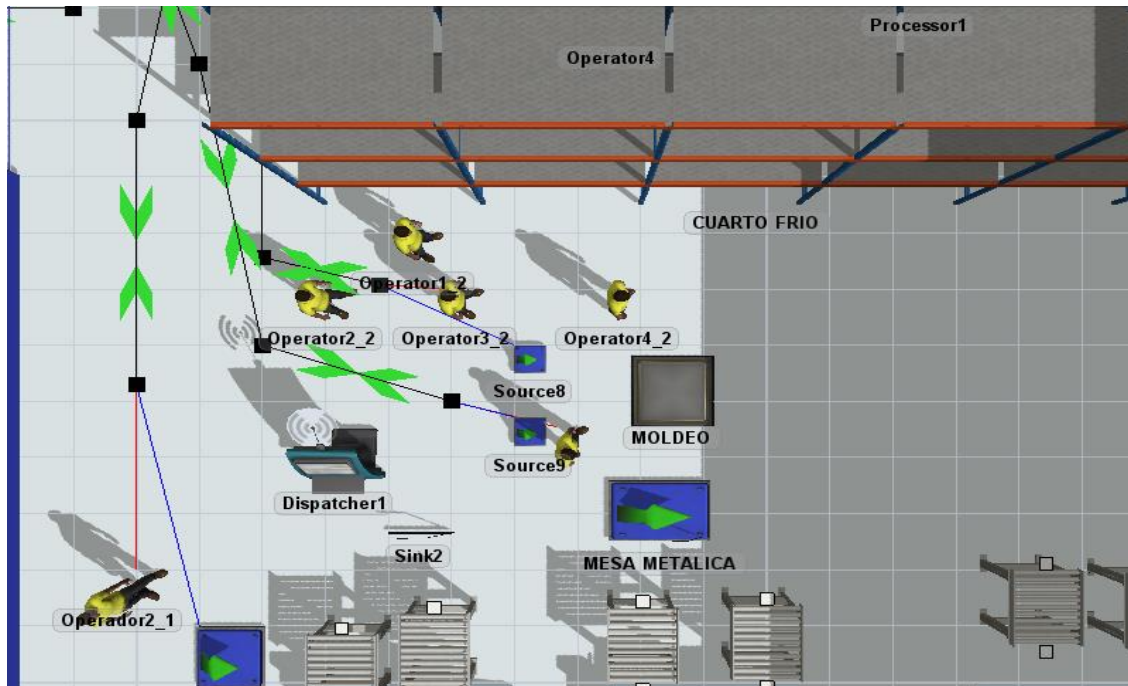 Processor1
Operator4
CUARTO FRIO
Operator1_2
Operator2_2
Operator3_2
Operator4_2
Source8
MOLDEO
Source9
Dispatcher1
Sink2
MESA METALICA
Operador2_1